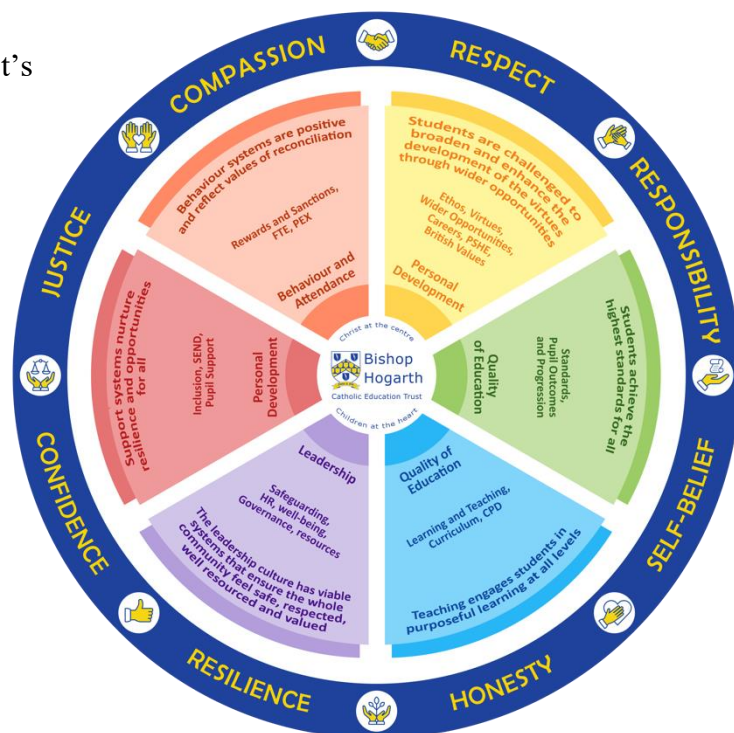 t’s
COMPASSION
RESPECT
RESPONSIBILITY
SELF-BELIEF
HONESTY
RESILIENCE
CONFIDENCE
JUSTICE
Behaviour systems are positive
and reflect values of reconciliation
Rewards and Sanctions,
FTE, PEX
Behaviour and
Attendance
Students are challenged to
broaden and enhance the
development of the virtues
through wider opportunities
Ethos, Virtues,
Wider Opportunities,
Careers, PSHE,
British Values
Personal
Development
Students achieve the
highest standards for all
Standards,
Pupil Outcomes
and Progression
Quality
of Education
Quality of
Education
Learning and Teaching,
Curriculum, CPD
Teaching engages students in
purposeful learning at all levels
Leadership
Safeguarding,
HR, well-being,
Governance, resources
The leadership culture has viable
systems that ensure the whole
community feel safe, respected,
well resourced and valued
Support systems nurture
resilience and opportunities
for all
Inclusion, SEND,
Pupil Support
Personal
Development
Christ at the centre
Bishop
Hogarth
Catholic Education Trust
Children at the heart